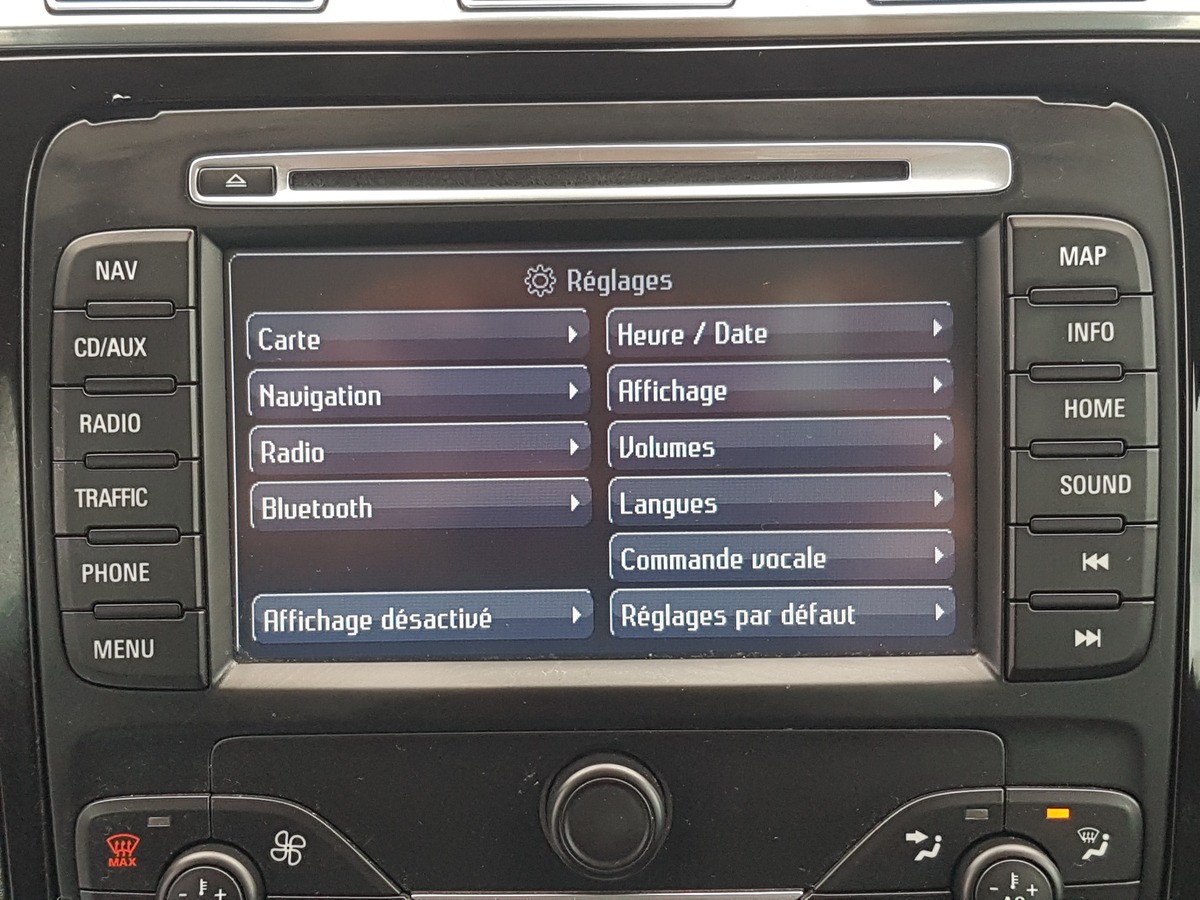 NAV
CD/AUX
RADIO
TRAFFIC
PHONE
MENU
Réglages
Carte
Navigation
Radio
Bluetooth
Affichage désactivé
Heure / Date
Affichage
Volumes
Langues
Commande vocale
Réglages par défaut
MAP
INFO
HOME
SOUND
MAX